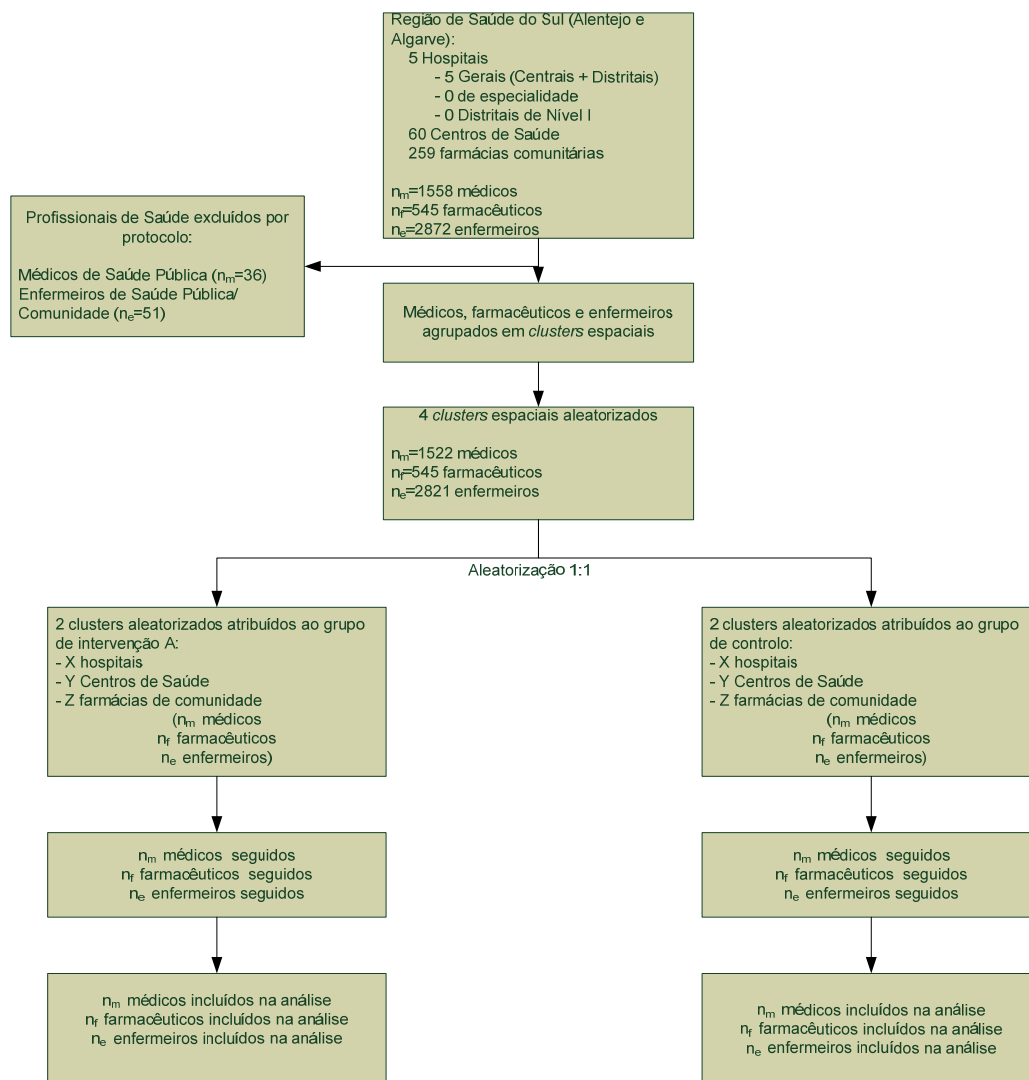 Região de Saúde do Sul (Alentejo e
Algarve):
5 Hospitais
- 5 Gerais (Centrais + Distritais)
- 0 de especialidade
- 0 Distritais de Nível I
60 Centros de Saúde
259 farmácias comunitárias
nm=1558 médicos
nf=545 farmacêuticos
ne=2872 enfermeiros
Profissionais de Saúde excluídos por
protocolo:
Médicos de Saúde Pública (nm=36)
Enfermeiros de Saúde Pública/
Comunidade (ne=51)
Médicos, farmacêuticos e enfermeiros
agrupados em clusters espaciais
4 clusters espaciais aleatorizados
nm=1522 médicos
nf=545 farmacêuticos
ne=2821 enfermeiros
Aleatorização 1:1
2 clusters aleatorizados atribuídos ao grupo
de intervenção A:
- X hospitais
- Y Centros de Saúde
- Z farmácias de comunidade
(nm médicos
nf farmacêuticos
ne enfermeiros)
2 clusters aleatorizados atribuídos ao grupo
de controlo:
- X hospitais
- Y Centros de Saúde
- Z farmácias de comunidade
(nm médicos
nf farmacêuticos
ne enfermeiros)
nm médicos seguidos
nf farmacêuticos seguidos
ne enfermeiros seguidos
nm médicos seguidos
nf farmacêuticos seguidos
ne enfermeiros seguidos
nm médicos incluídos na análise
nf farmacêuticos incluídos na análise
ne enfermeiros incluídos na análise
nm médicos incluídos na análise
nf farmacêuticos incluídos na análise
ne enfermeiros incluídos na análise